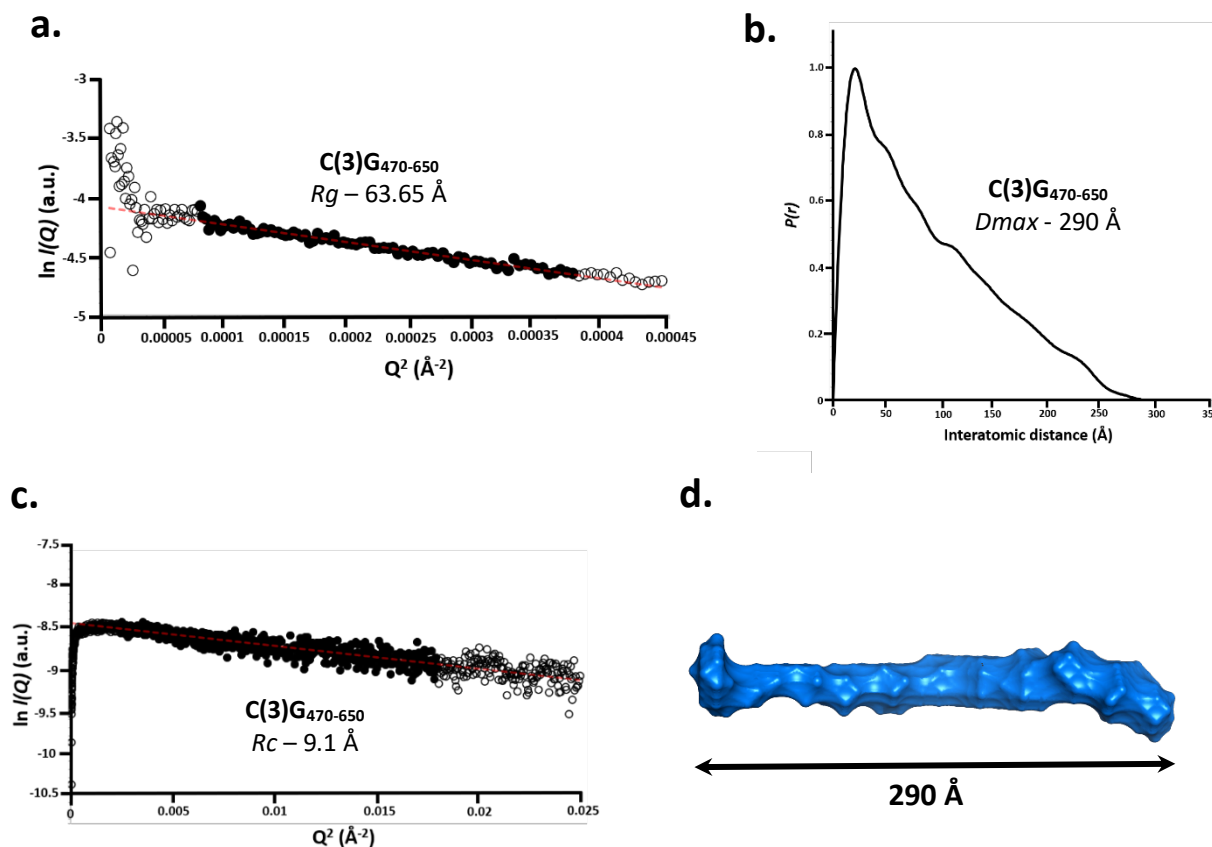 a.
-3
-3.5
-4
-4.5
-5
ln I(Q) (a.u.)
C(3)G470-650
Rg – 63.65 Å
0 0.00005 0.0001 0.00015 0.0002 0.00025 0.0003 0.00035 0.0004 0.00045
Q2 (Å-2)
b.
1.0
0.8
0.6
0.4
0.2
0
P(r)
C(3)G470-650
Dmax - 290 Å
0 50 100 150 200 250 300 35
Interatomic distance (Å)
c.
-7.5
-8
-8.5
-9
-9.5
-10
-10.5
ln I(Q) (a.u.)
C(3)G470-650
Rc – 9.1 Å
0 0.005 0.01 0.015 0.02 0.025
Q2 (Å-2)
d.
290 Å